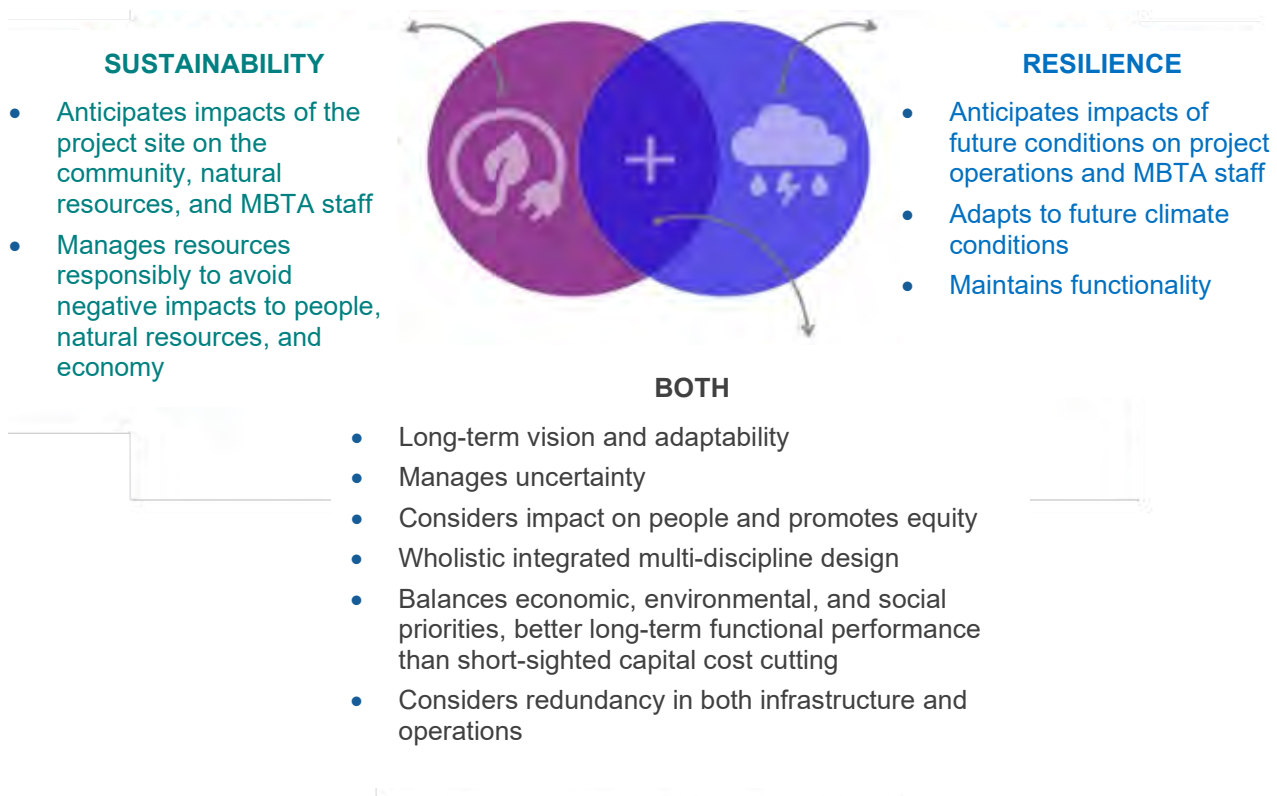 SUSTAINABILITY
• Anticipates impacts of the
project site on the
community, natural
resources, and MBTA staff
• Manages resources
responsibly to avoid
negative impacts to people,
natural resources, and
economy
+
RESILIENCE
• Anticipates impacts of
future conditions on project
operations and MBTA staff
• Adapts to future climate
conditions
• Maintains functionality
BOTH
• Long-term vision and adaptability
• Manages uncertainty
• Considers impact on people and promotes equity
• Wholistic integrated multi-discipline design
• Balances economic, environmental, and social
priorities, better long-term functional performance
than short-sighted capital cost cutting
• Considers redundancy in both infrastructure and
operations